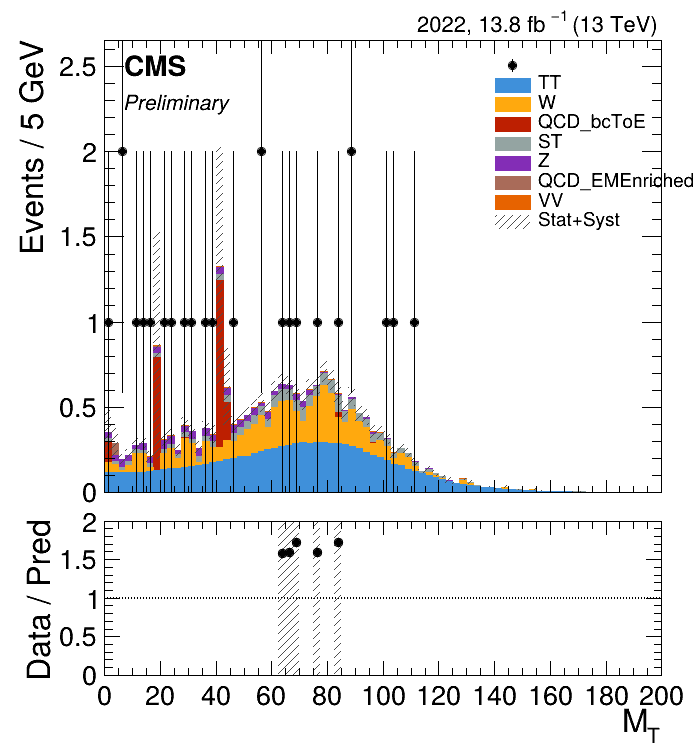 2022, 13.8 fb⁻¹ (13 TeV)
CMS
Preliminary
TT
W
QCD_bcToE
ST
Z
QCD_EMEnriched
VV
Stat+Syst
Events / 5 GeV
2.5
2
1.5
1
0.5
0
Data / Pred
2
1.5
1
0.5
0
0 20 40 60 80 100 120 140 160 180 200
M_T